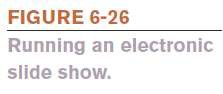 FIGURE 6-26
Running an electronic
slide show.